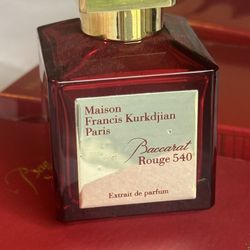 Maison
Francis Kurkdjian
Paris
Baccarat
Rouge 540
Extrait de parfum